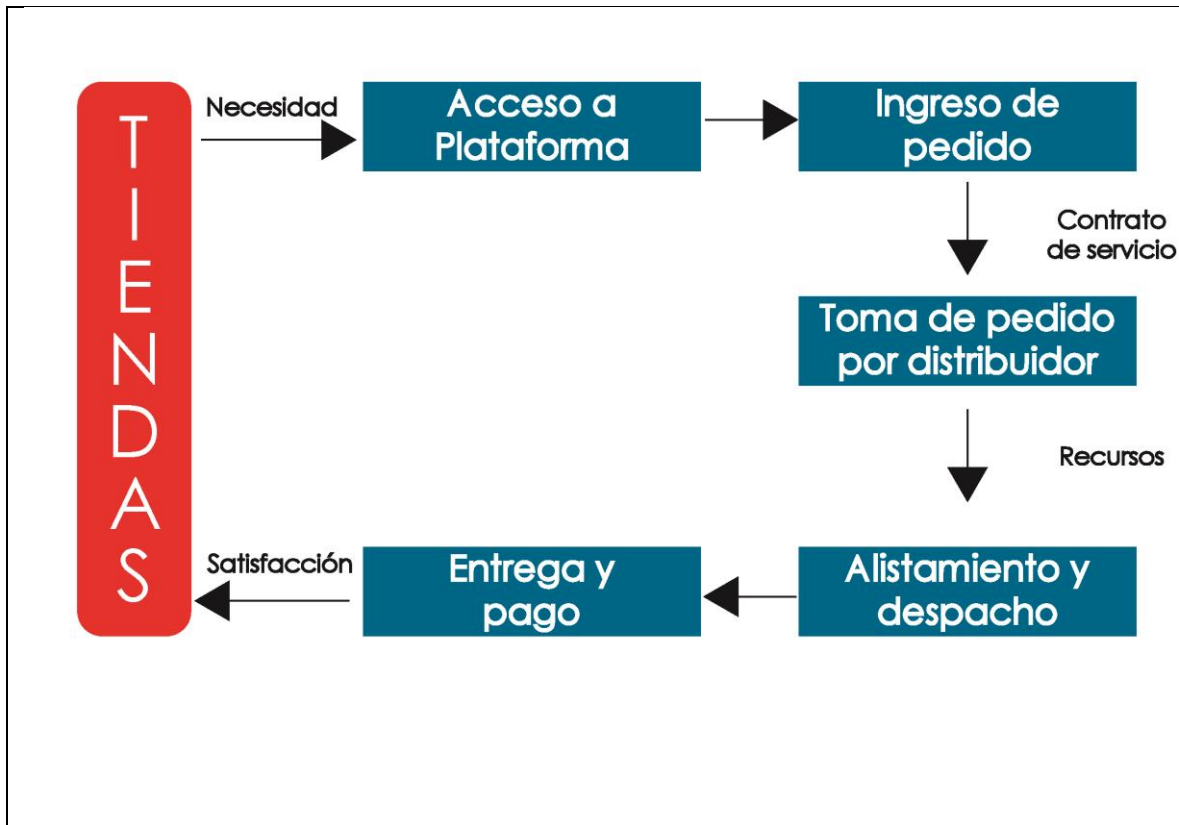 TIENDAS
Necesidad
Acceso a
Plataforma
Ingreso de
pedido
Contrato
de servicio
Toma de pedido
por distribuidor
Recursos
Alistamiento y
despacho
Entrega y
pago
Satisfacción